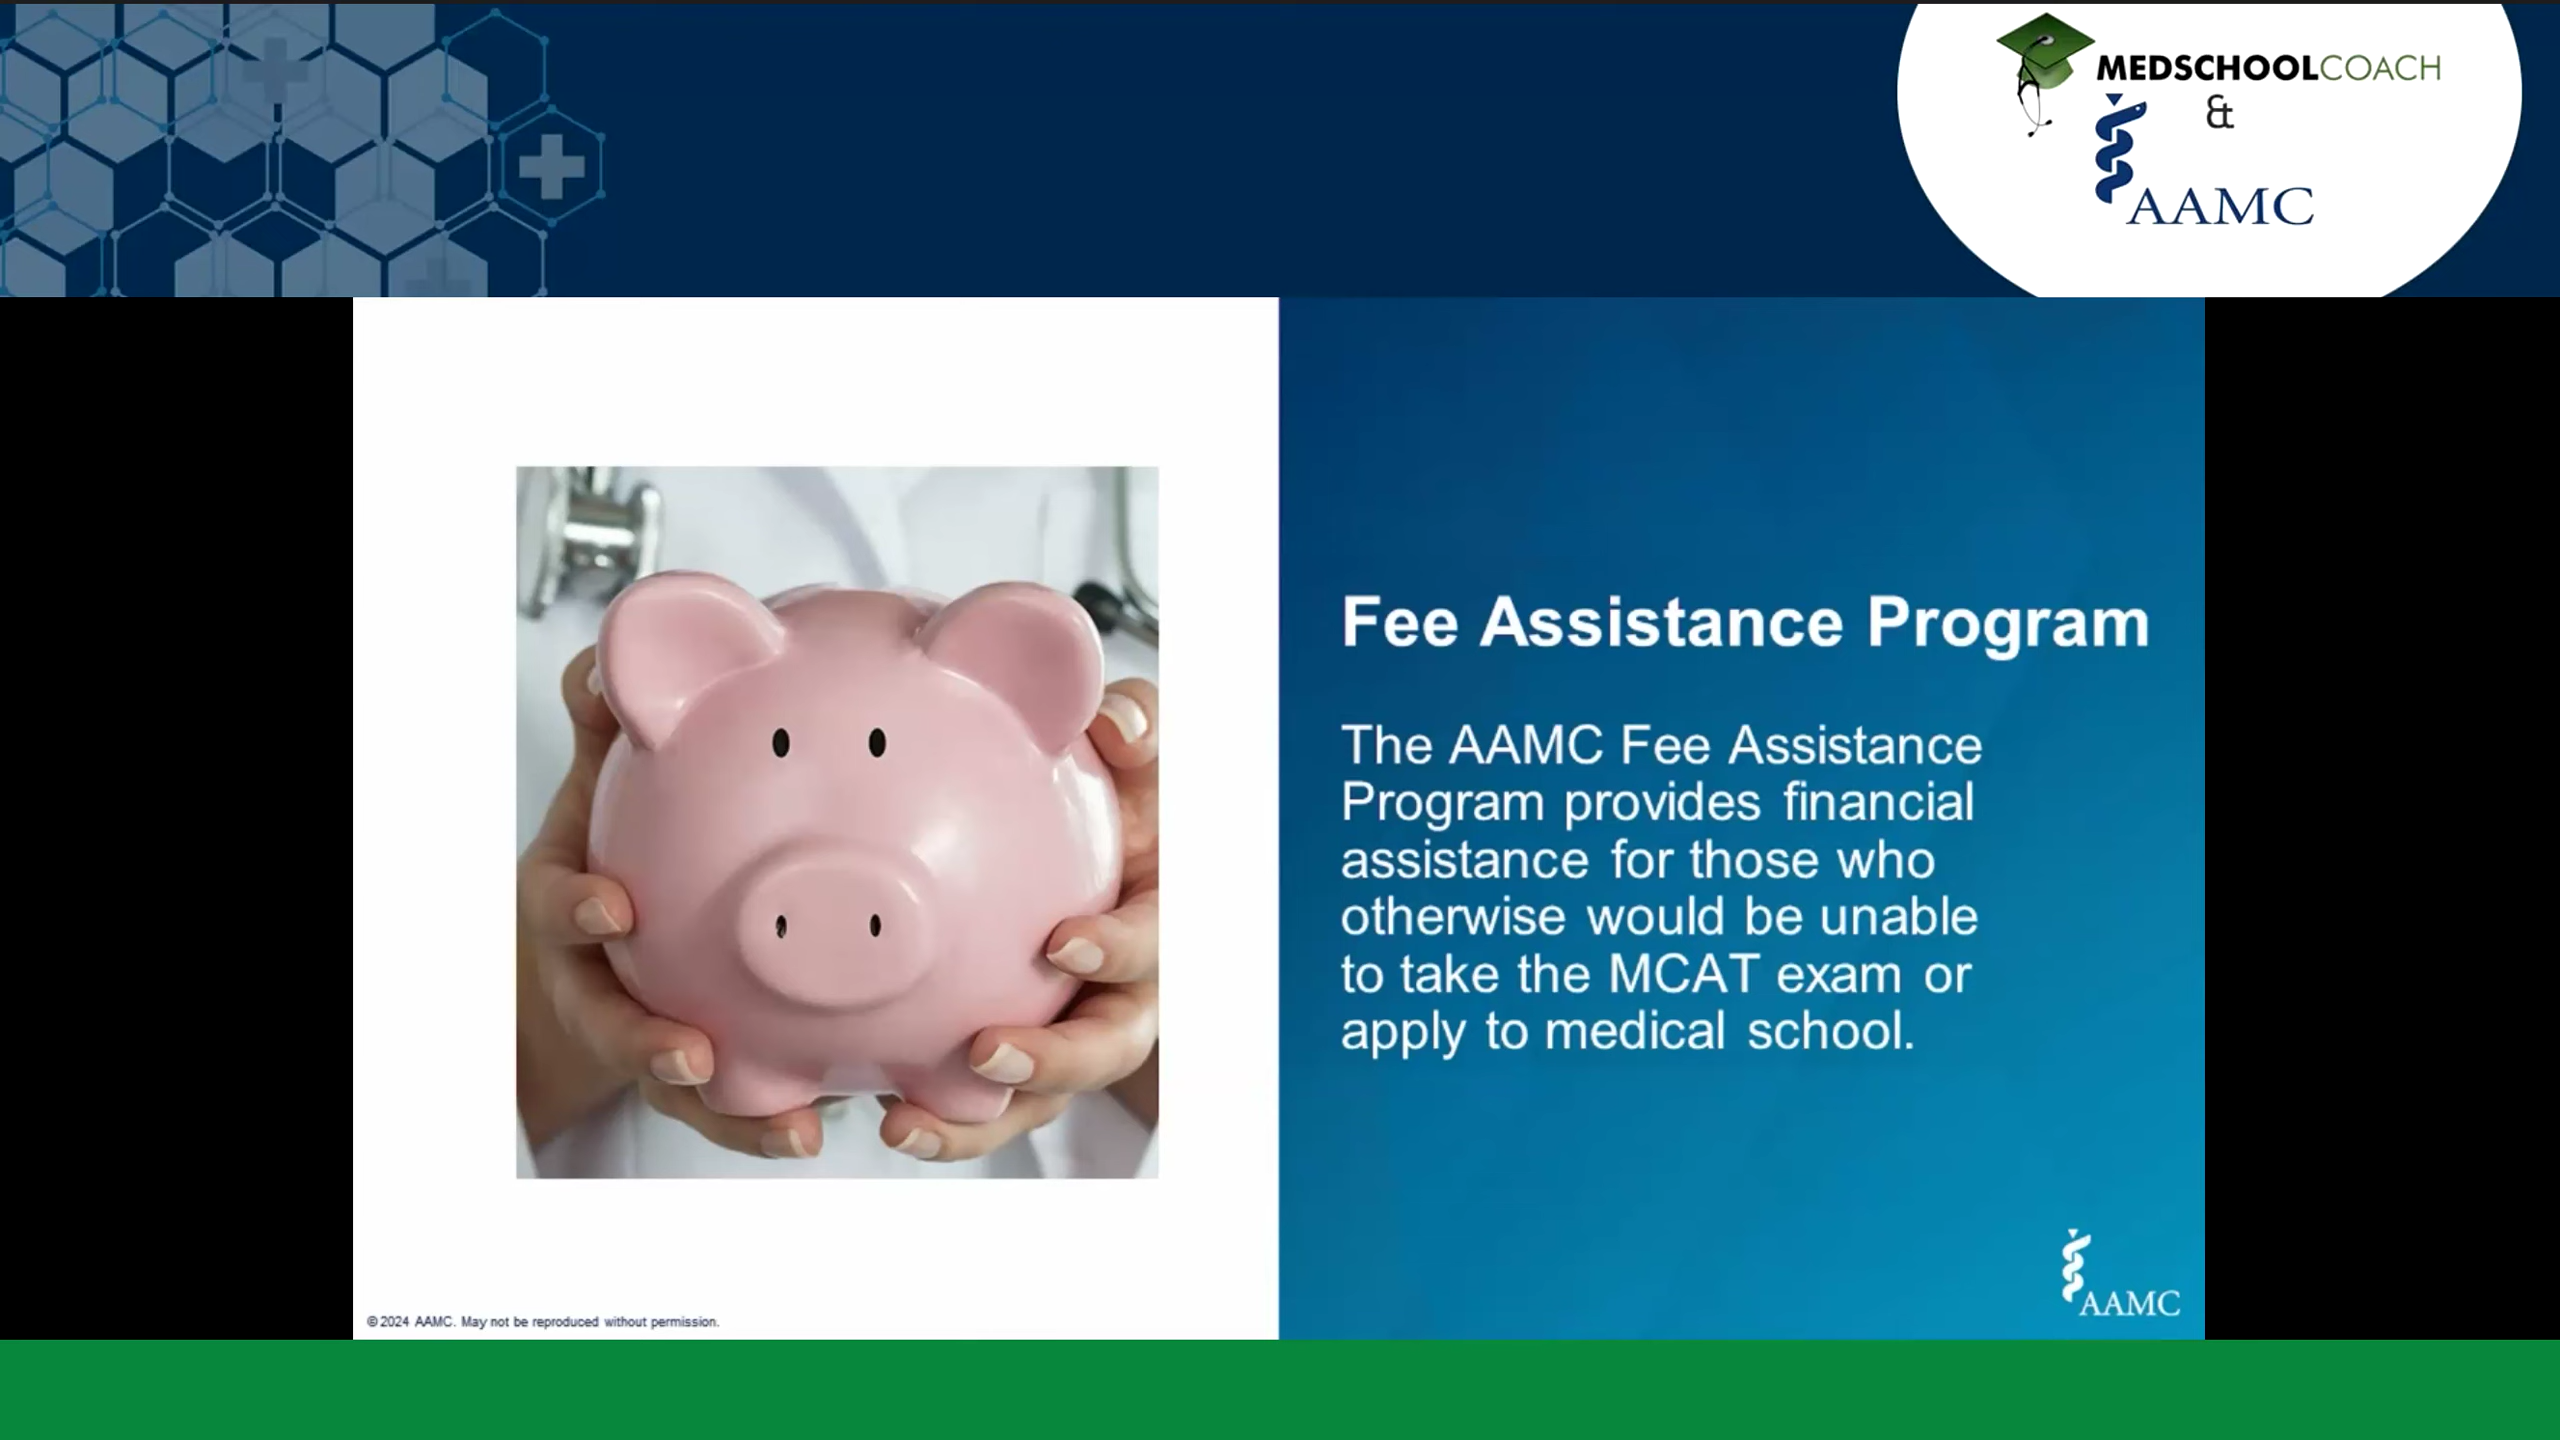 MEDSCHOOLCOACH
&
AAMC
Fee Assistance Program
The AAMC Fee Assistance
Program provides financial
assistance for those who
otherwise would be unable
to take the MCAT exam or
apply to medical school.
AAMC
©2024 AAMC. May not be reproduced without permission.